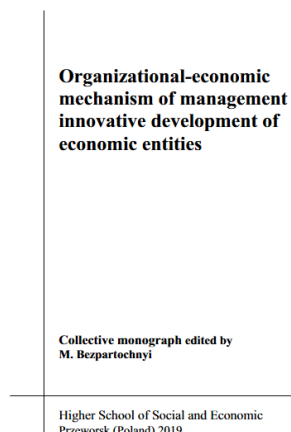 Organizational-economic
mechanism of management
innovative development of
economic entities
Collective monograph edited by
M. Bezpartochnyi
Higher School of Social and Economic
Przeworsk (Poland) 2019